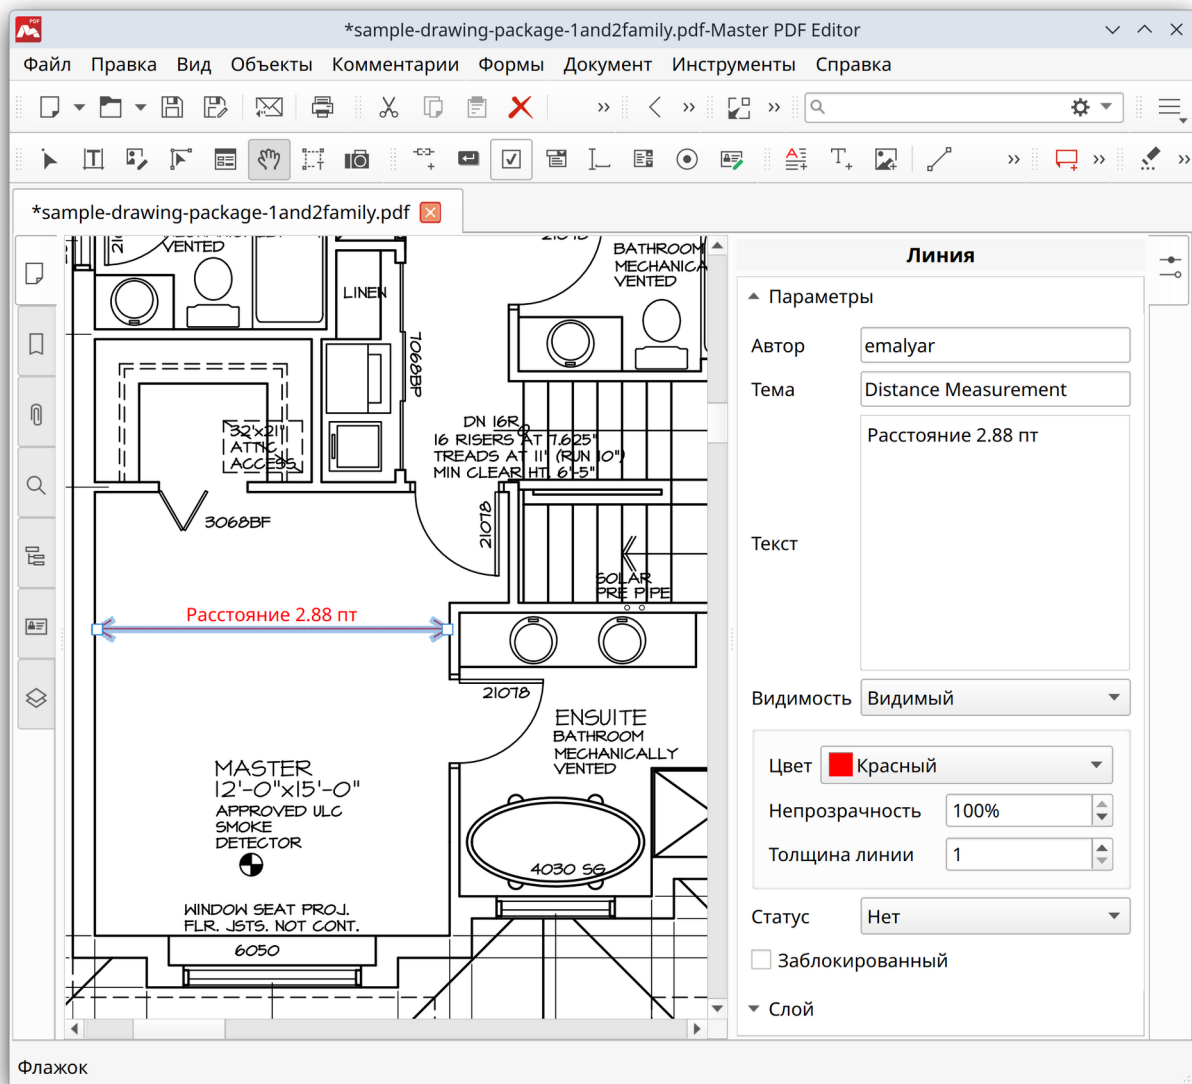 PDF
*sample-drawing-package-1and2family.pdf-Master PDF Editor
Файл Правка Вид Объекты Комментарии Формы Документ Инструменты Справка
*sample-drawing-package-1and2family.pdf
VENTED
BATHROOM
MECHANICA
VENTED
LINEN
7068BP
32"x21"
ATTIC
ACCESS
DN 16R
16 RISERS AT 7.625"
TREADS AT 11" (RUN 10")
MIN CLEAR HT. 6'-5"
3068BF
21078
SOLAR
PRE PIPE
Расстояние 2.88 пт
21078
ENSUITE
BATHROOM
MECHANICALLY
VENTED
MASTER
12'-0"x15'-0"
APPROVED ULC
SMOKE
DETECTOR
4030 SG
WINDOW SEAT PROJ.
FLR. JSTS. NOT CONT.
6050
Линия
Параметры
Автор emalyar
Тема Distance Measurement
Текст Расстояние 2.88 пт
Видимость Видимый
Цвет Красный
Непрозрачность 100%
Толщина линии 1
Статус Нет
Заблокированный
Слой
Флажок